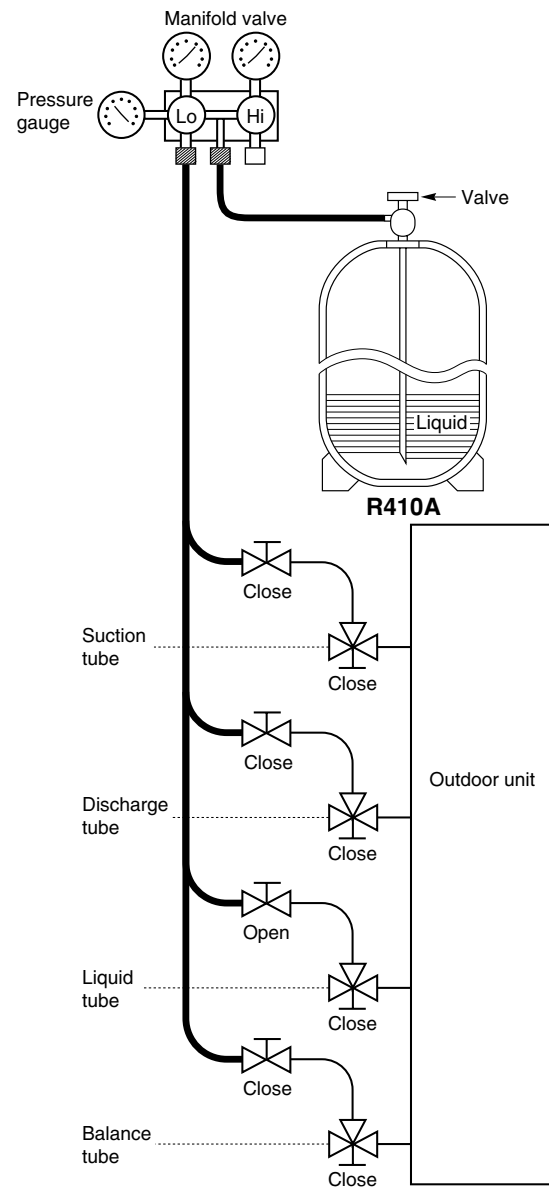 Manifold valve
Pressure
gauge
Lo
Hi
Valve
Liquid
R410A
Close
Suction
tube
Close
Close
Discharge
tube
Outdoor unit
Close
Open
Liquid
tube
Close
Close
Balance
tube
Close